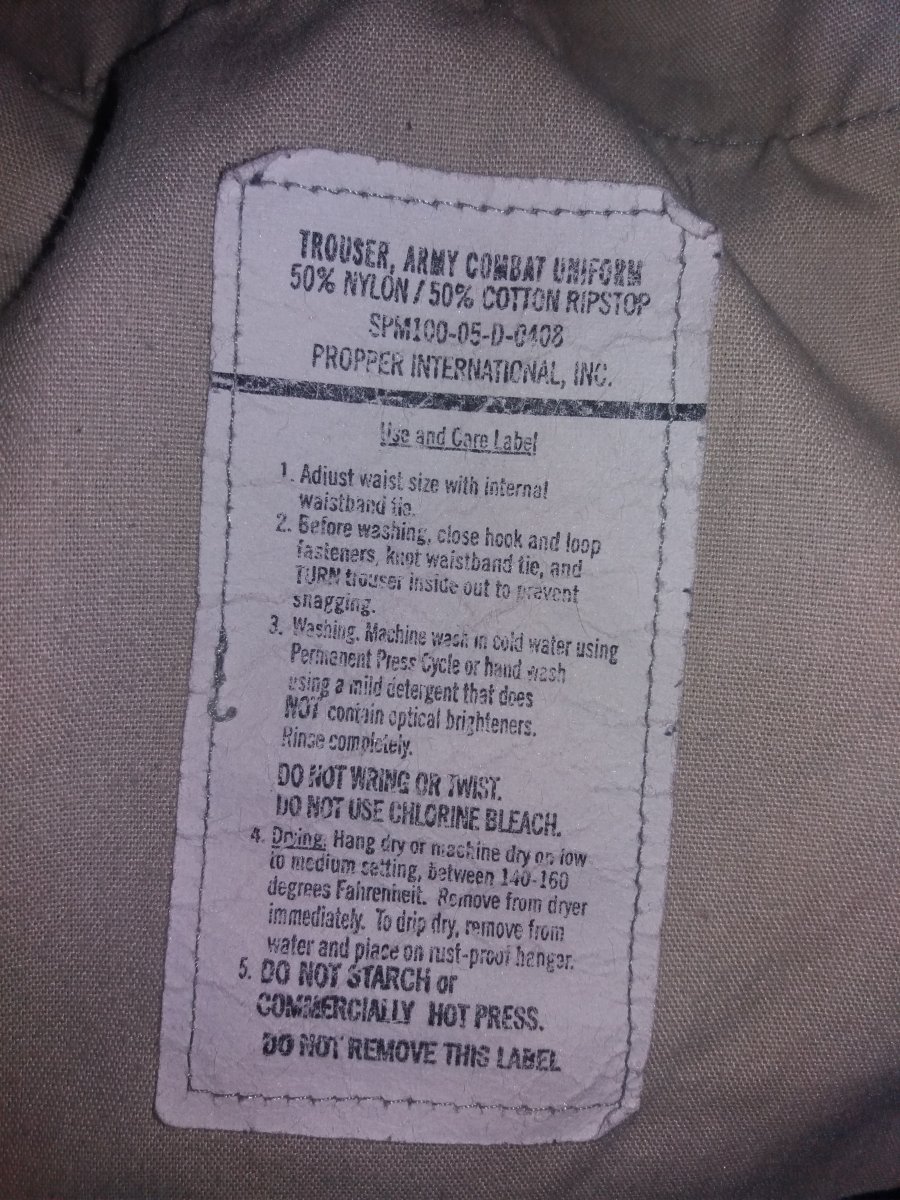 TROUSER, ARMY COMBAT UNIFORM
50% NYLON / 50% COTTON RIPSTOP
SPM100-05-D-0408
PROPPER INTERNATIONAL, INC.
Use and Care Label
1. Adjust waist size with internal
waistband tie.
2. Before washing, close hook and loop
fasteners, knot waistband tie, and
TURN trouser inside out to prevent
snagging.
3. Washing. Machine wash in cold water using
Permanent Press Cycle or hand wash
using a mild detergent that does
NOT contain optical brighteners.
Rinse completely.
DO NOT WRING OR TWIST.
DO NOT USE CHLORINE BLEACH.
4. Drying. Hang dry or machine dry on low
to medium setting, between 140-160
degrees Fahrenheit. Remove from dryer
immediately. To drip dry, remove from
water and place on rust-proof hanger.
5. DO NOT STARCH or
COMMERCIALLY HOT PRESS.
DO NOT REMOVE THIS LABEL